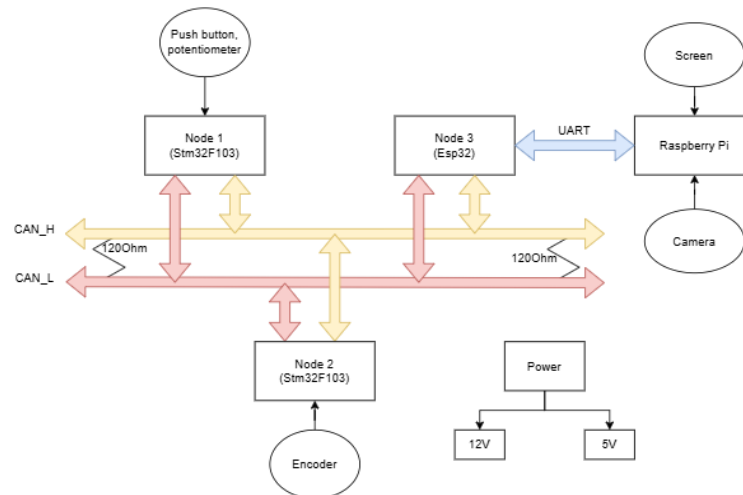 Push button,
potentiometer
Screen
Node 1
(Stm32F103)
Node 3
(Esp32)
UART
Raspberry Pi
CAN_H
120Ohm
120Ohm
Camera
CAN_L
Node 2
(Stm32F103)
Power
12V
5V
Encoder